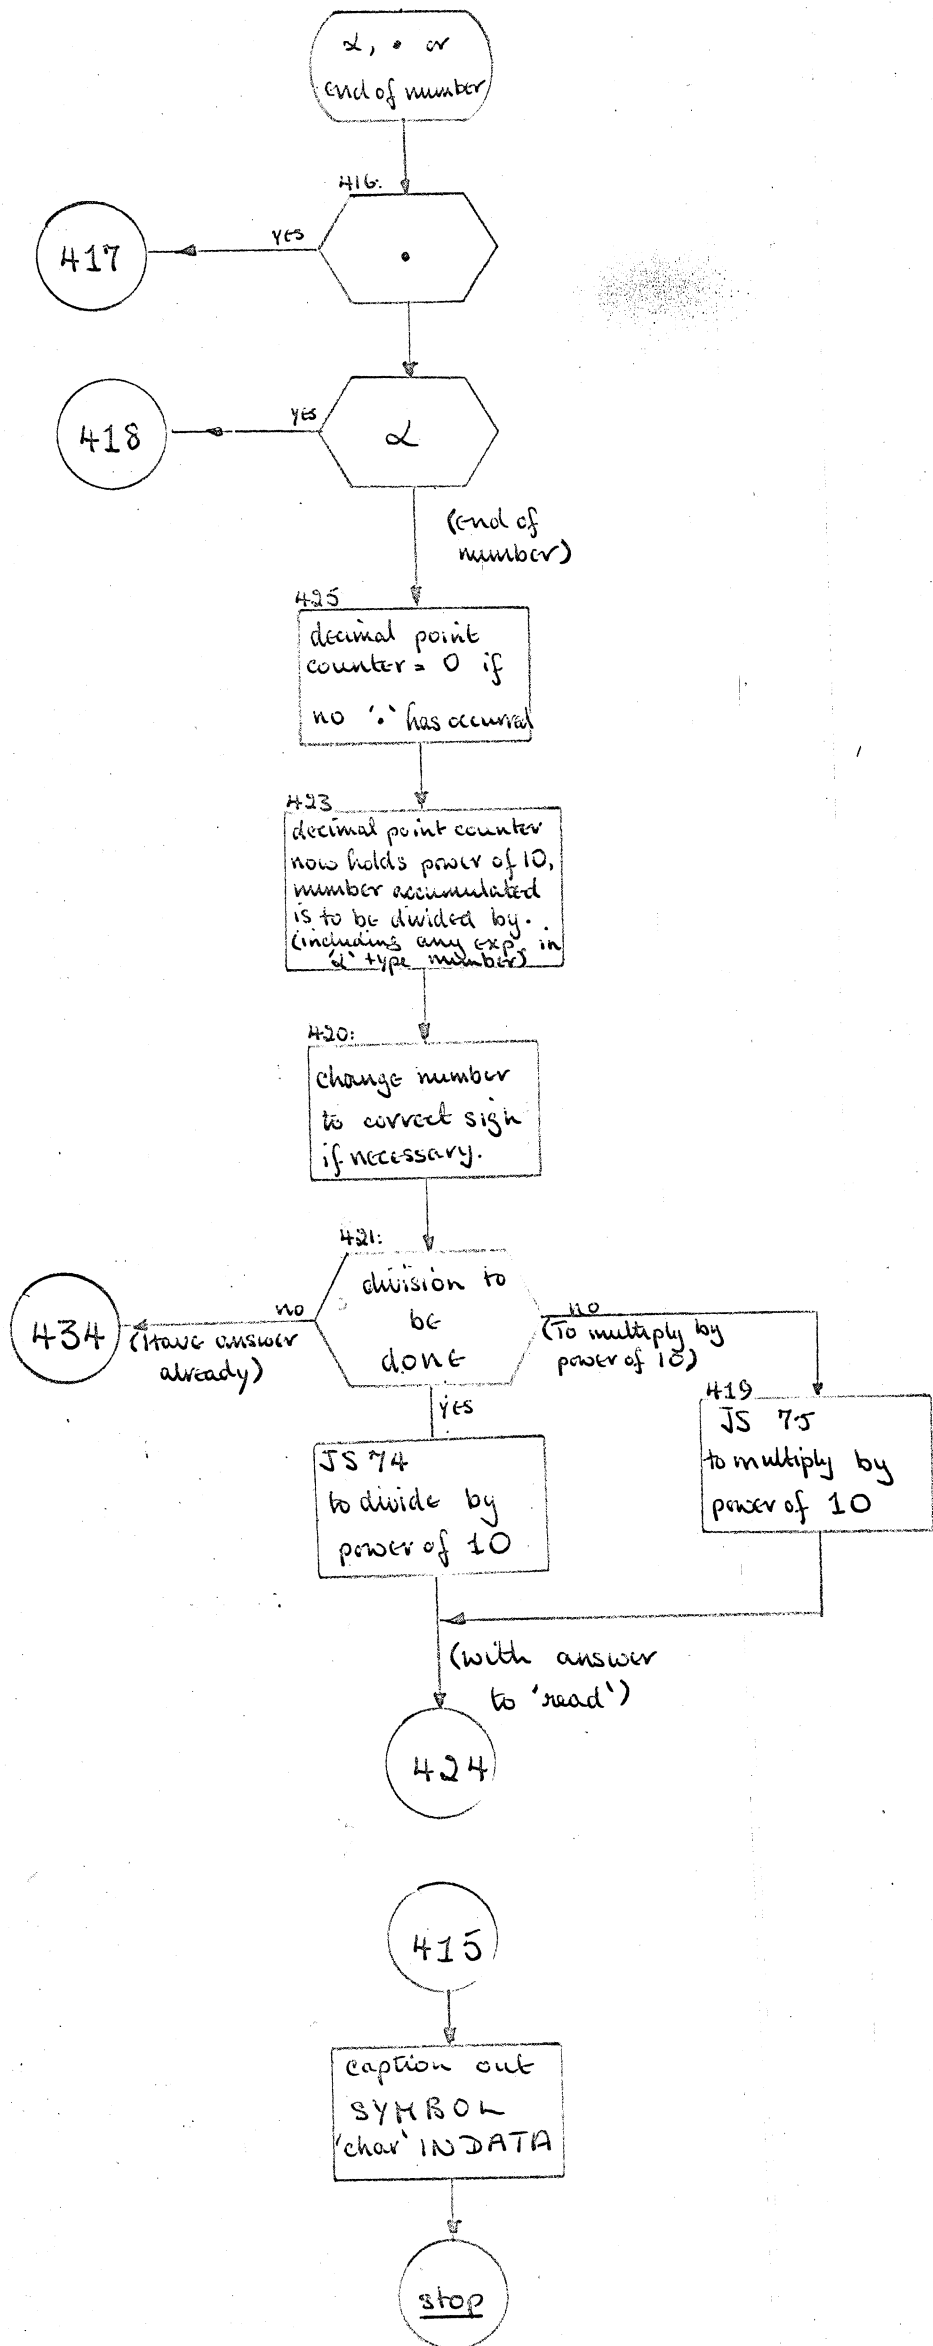 α, • or
end of number
416:
YES
417
•
YES
418
α
(end of
number)
425
decimal point
counter = 0 if
no '.' has occurred
423
decimal point counter
now holds power of 10,
number accumulated
is to be divided by.
(including any exp. in
'α' type number)
420:
change number
to correct sign
if necessary.
421:
division to
be
done
no
434
(Have answer
already)
no
(To multiply by
power of 10)
YES
419
JS 75
to multiply by
power of 10
JS 74
to divide by
power of 10
(with answer
to 'read')
424
415
caption out
SYMBOL
'char' IN DATA
stop